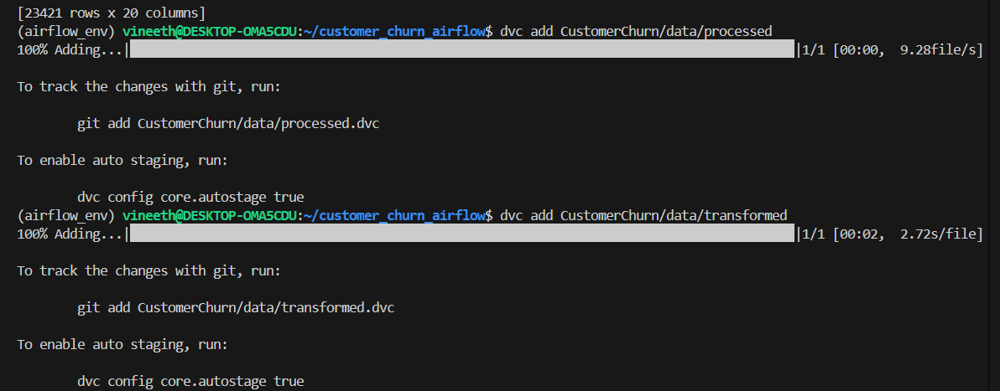 [23421 rows x 20 columns]
(airflow_env) vineeth@DESKTOP-OMA5CDU:~/customer_churn_airflow$ dvc add CustomerChurn/data/processed
100% Adding...|                    |1/1 [00:00,  9.28file/s]
To track the changes with git, run:
        git add CustomerChurn/data/processed.dvc
To enable auto staging, run:
        dvc config core.autostage true
(airflow_env) vineeth@DESKTOP-OMA5CDU:~/customer_churn_airflow$ dvc add CustomerChurn/data/transformed
100% Adding...|                    |1/1 [00:02,  2.72s/file]
To track the changes with git, run:
        git add CustomerChurn/data/transformed.dvc
To enable auto staging, run:
        dvc config core.autostage true